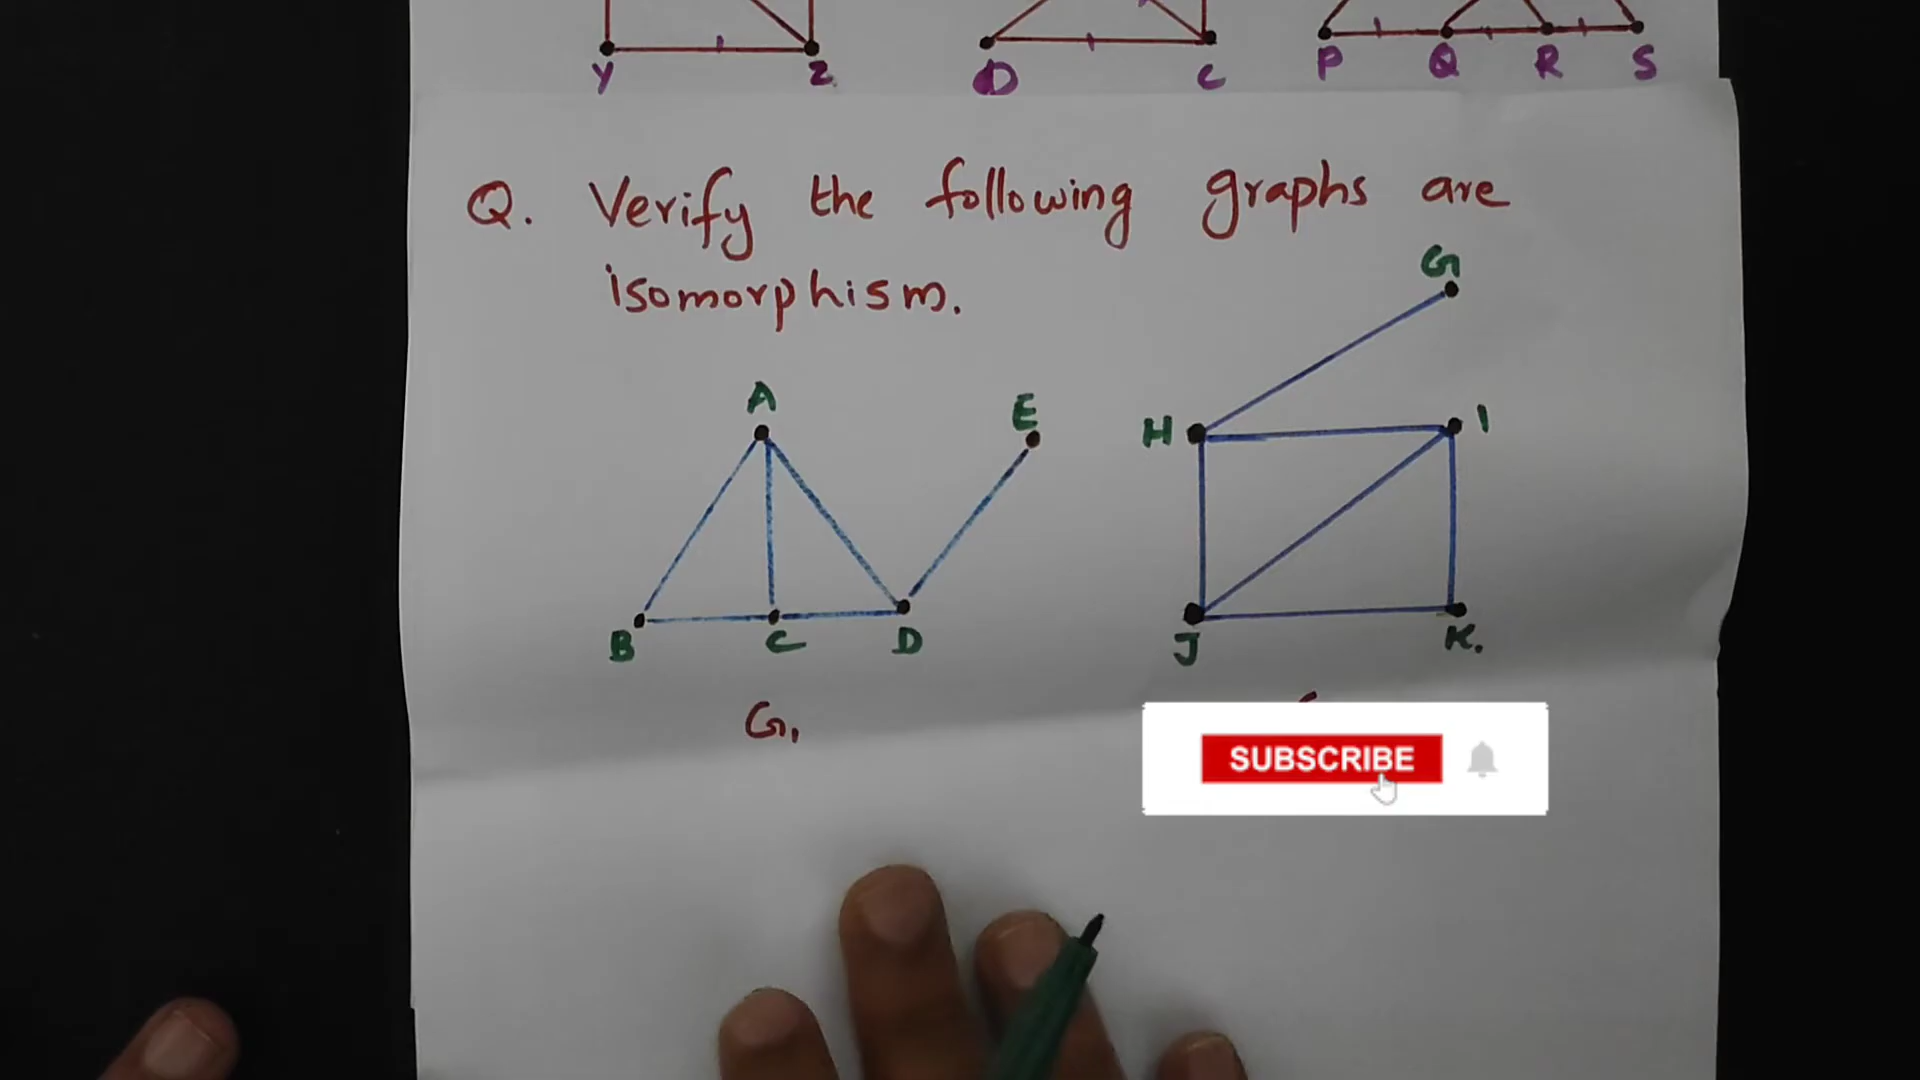 Y Z D C P Q R S
Q. Verify the following graphs are
isomorphism.
G
A E H I
B C D J K.
G₁
SUBSCRIBE